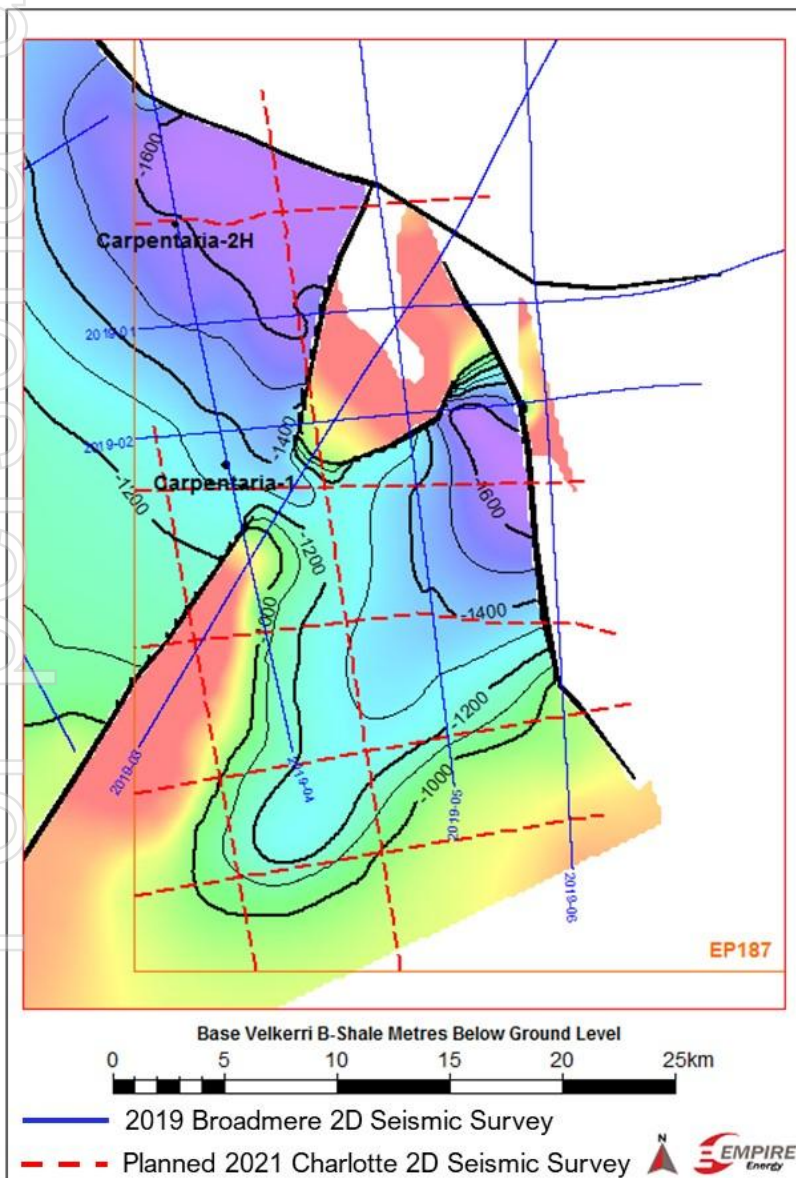 -1600
Carpentaria-2H
2019-01
-1400
2019-02
Carpentaria-1
-1200
-1600
-1200
-1000
-1400
-1200
2019-03
2019-04
-1000
2019-05
2019-06
EP187
Base Velkerri B-Shale Metres Below Ground Level
0 5 10 15 20 25km
2019 Broadmere 2D Seismic Survey
Planned 2021 Charlotte 2D Seismic Survey
N
EMPIRE
Energy